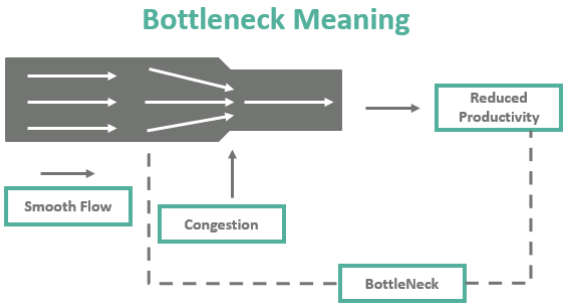 Bottleneck Meaning
Reduced
Productivity
Smooth Flow
Congestion
BottleNeck